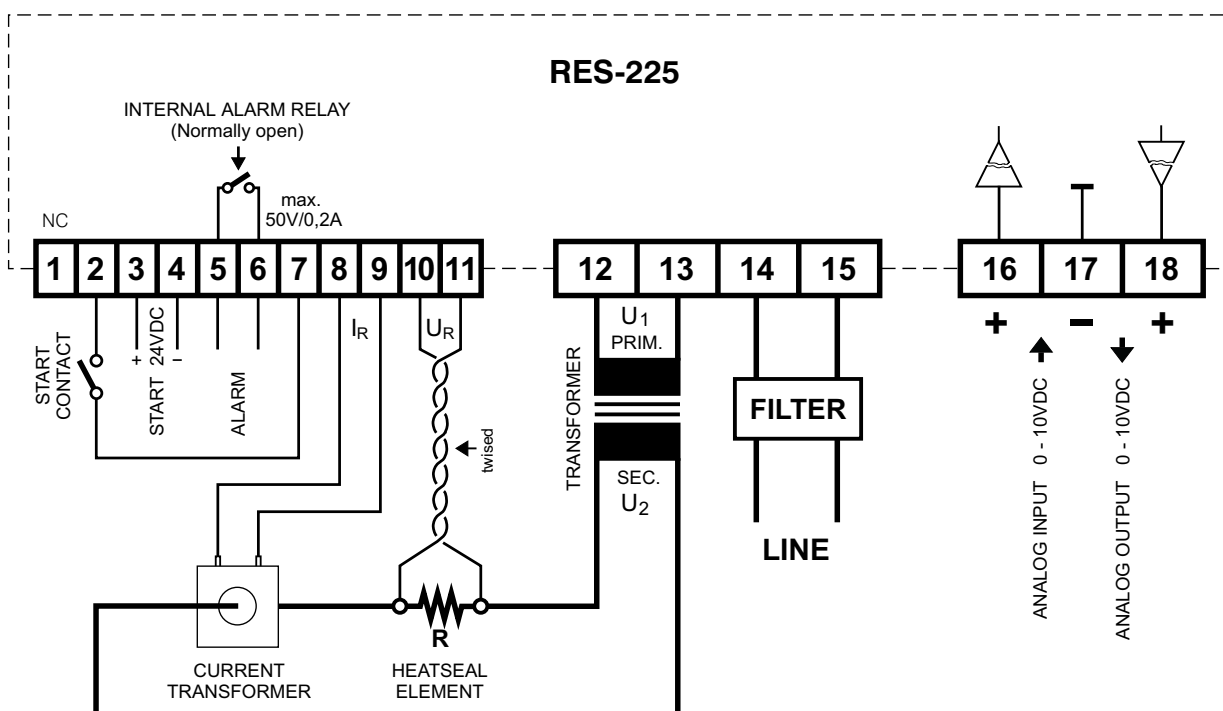 RES-225
INTERNAL ALARM RELAY
(Normally open)
max.
50V/0,2A
NC
1 2 3 4 5 6 7 8 9 10 11
12 13 14 15
16 17 18
+ − +
START
CONTACT
+ −
START 24VDC
ALARM
IR
UR
twised
U1
PRIM.
TRANSFORMER
SEC.
U2
FILTER
LINE
ANALOG INPUT 0 - 10VDC
ANALOG OUTPUT 0 - 10VDC
R
CURRENT
TRANSFORMER
HEATSEAL
ELEMENT